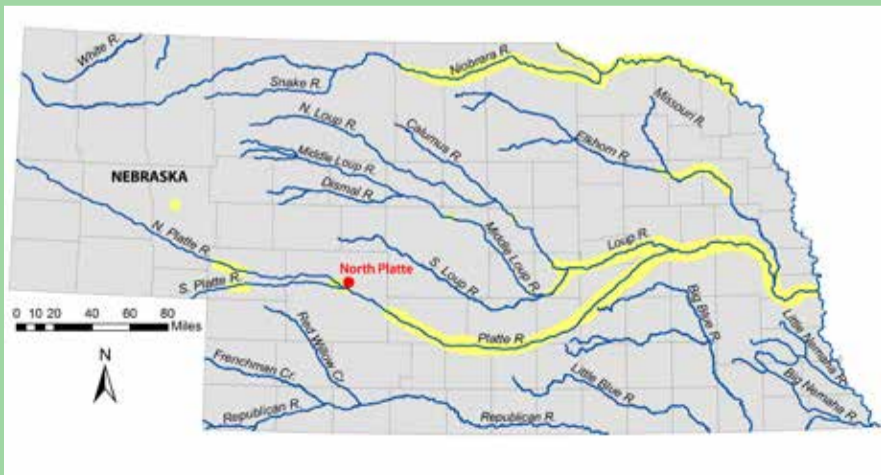 White R.
Niobrara R.
Snake R.
Missouri R.
N. Loup R.
Calumus R.
Elkhorn R.
Middle Loup R.
NEBRASKA
Dismal R.
N. Platte R.
Middle Loup R.
Loup R.
S. Loup R.
North Platte
S. Platte R.
Big Blue R.
0 10 20 40 60 80
Miles
Platte R.
Little Nemaha R.
Red Willow Cr.
N
Frenchman Cr.
Little Blue R.
Big Nemaha R.
Republican R.
Republican R.